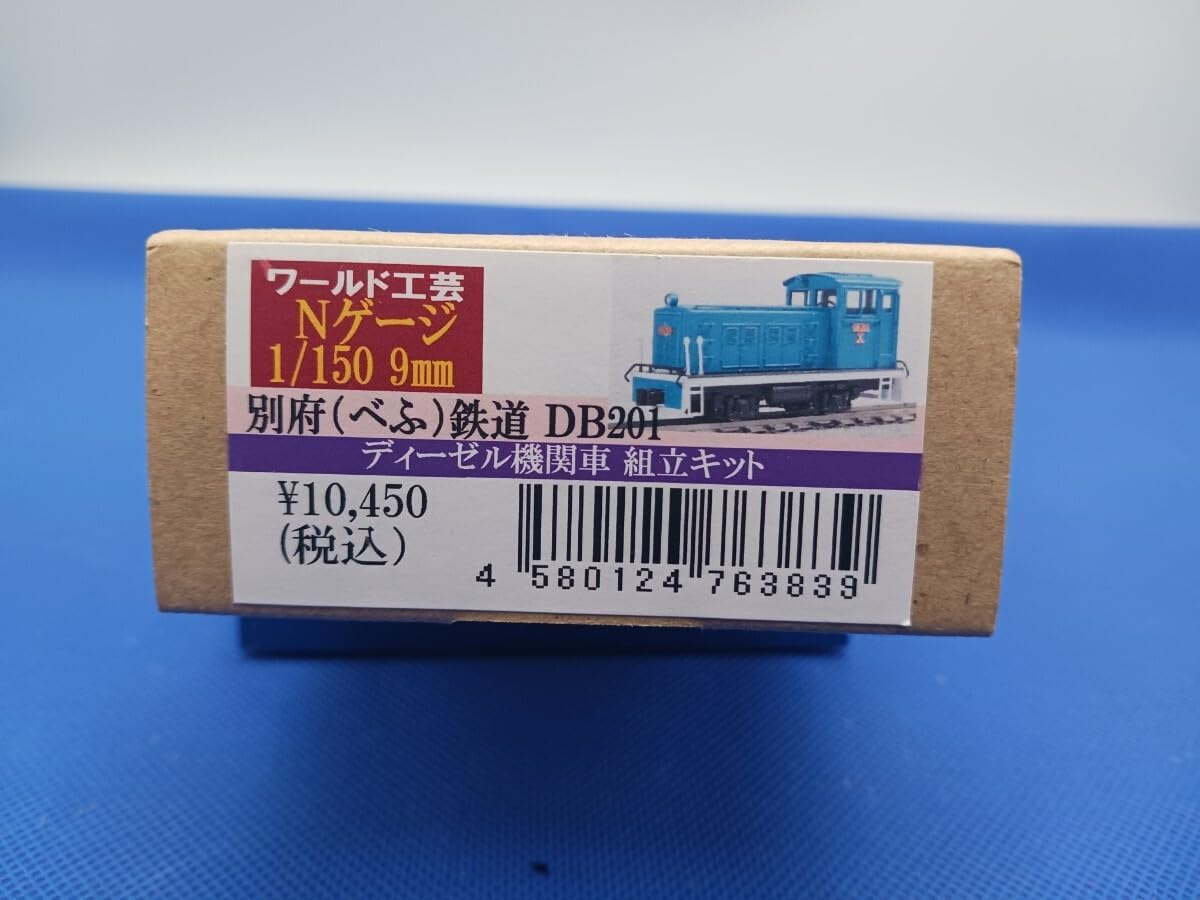 ワールド工芸
Nゲージ
1/150 9mm
別府(べふ)鉄道 DB201
ディーゼル機関車 組立キット
¥10,450
(税込)
4 580124 763839